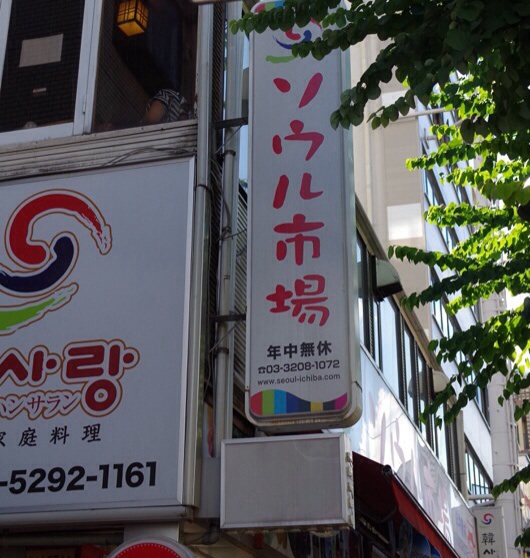 ソウル市場
年中無休
☎03-3208-1072
www.seoul-ichiba.com
사랑
ハンサラン
家庭料理
-5292-1161
韓